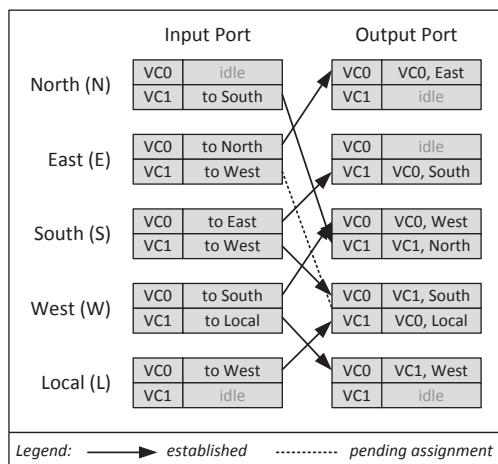 Input Port Output Port
North (N) VC0 idle VC0 VC0, East
VC1 to South VC1 idle
East (E) VC0 to North VC0 idle
VC1 to West VC1 VC0, South
South (S) VC0 to East VC0 VC0, West
VC1 to West VC1 VC1, North
West (W) VC0 to South VC0 VC1, South
VC1 to Local VC1 VC0, Local
Local (L) VC0 to West VC0 VC1, West
VC1 idle VC1 idle
Legend: established pending assignment